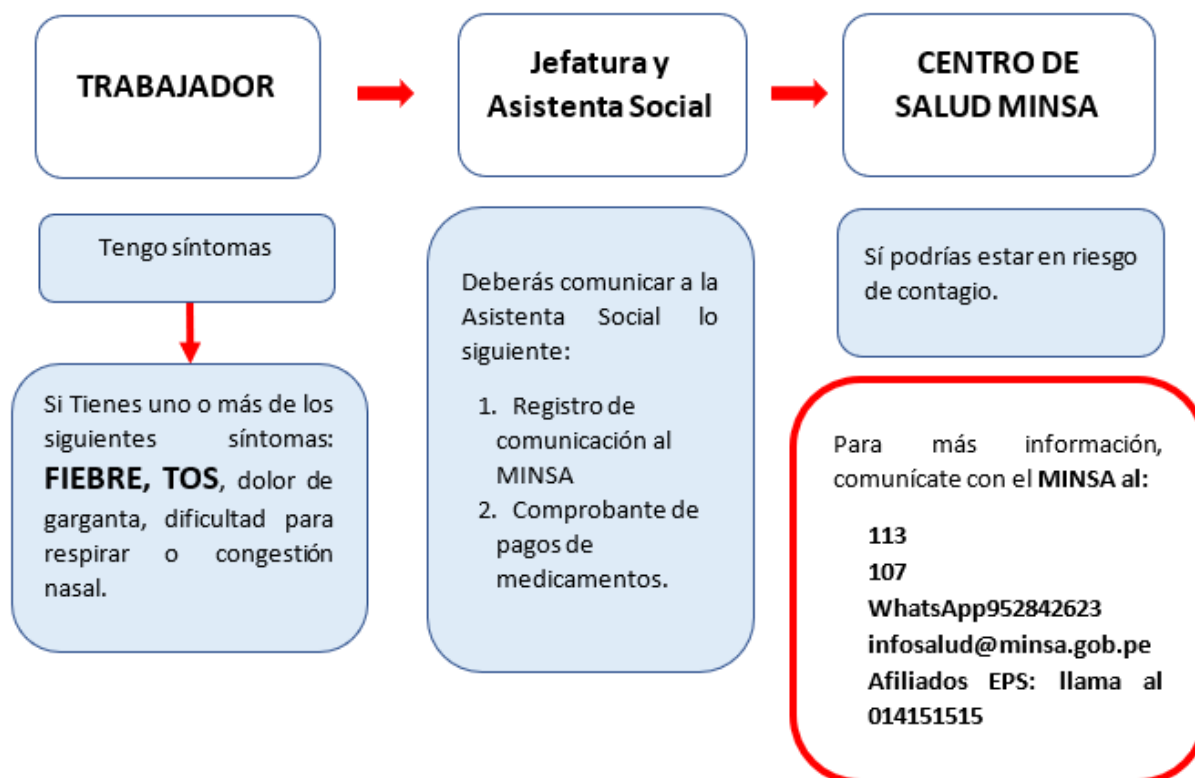 TRABAJADOR
Jefatura y
Asistenta Social
CENTRO DE
SALUD MINSA
Tengo síntomas
Si Tienes uno o más de los
siguientes síntomas:
FIEBRE, TOS, dolor de
garganta, dificultad para
respirar o congestión
nasal.
Deberás comunicar a la
Asistenta Social lo
siguiente:
1. Registro de
comunicación al
MINSA
2. Comprobante de
pagos de
medicamentos.
Sí podrías estar en riesgo
de contagio.
Para más información,
comunícate con el MINSA al:
113
107
WhatsApp952842623
infosalud@minsa.gob.pe
Afiliados EPS: llama al
014151515